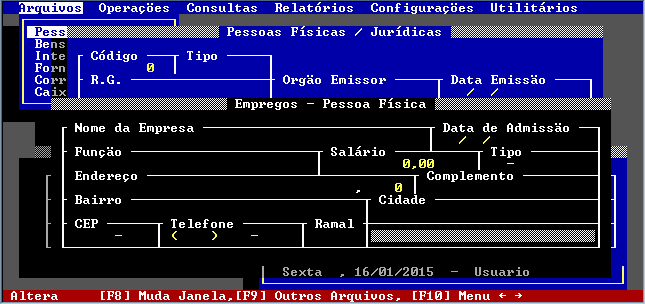 Arquivos Operações Consultas Relatórios Configurações Utilitários
Pess
Bens
Inte
Forn
Corr
Caix
Pessoas Físicas / Jurídicas
Código Tipo
0
R.G. Orgão Emissor Data Emissão
/ /
Empregos - Pessoa Física
Nome da Empresa Data de Admissão
/ /
Função Salário Tipo
0,00 -
Endereço Complemento
, 0
Bairro Cidade
CEP Telefone Ramal
- ( ) -
Sexta , 16/01/2015 - Usuario
Altera [F8] Muda Janela,[F9] Outros Arquivos, [F10] Menu ← →